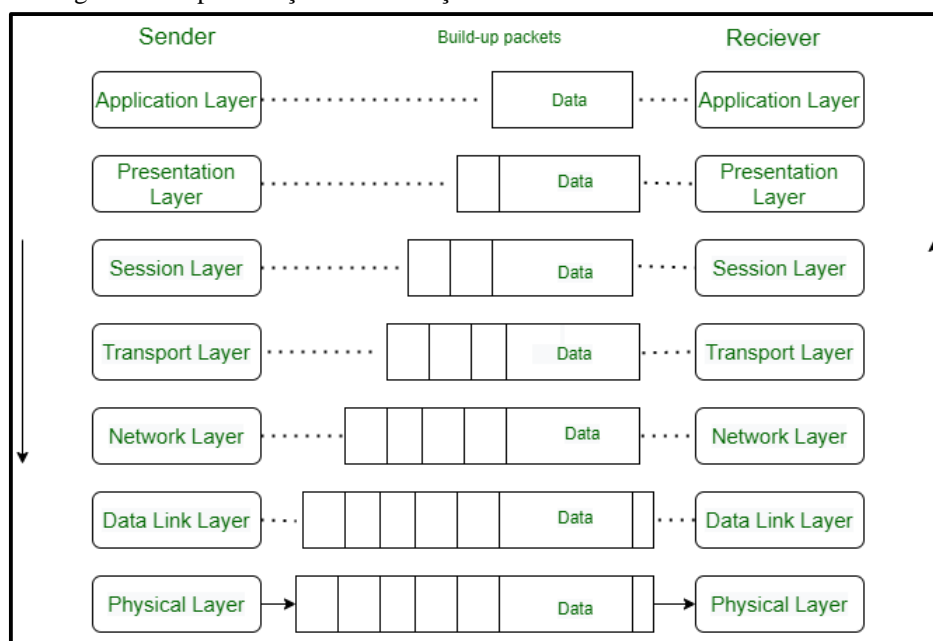 Sender Build-up packets Reciever
Application Layer Data Application Layer
Presentation
Layer Data Presentation
Layer
Session Layer Data Session Layer
Transport Layer Data Transport Layer
Network Layer Data Network Layer
Data Link Layer Data Data Link Layer
Physical Layer Data Physical Layer